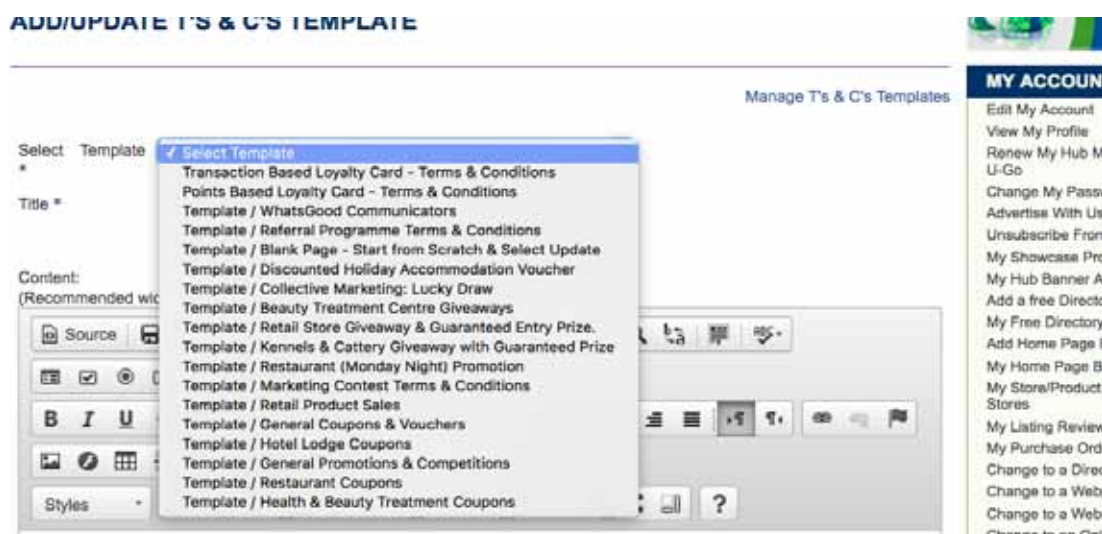 ADD/UPDATE T'S & C'S TEMPLATE
Manage T's & C's Templates
Select Template
*
✓ Select Template
Transaction Based Loyalty Card - Terms & Conditions
Points Based Loyalty Card - Terms & Conditions
Template / WhatsGood Communicators
Template / Referral Programme Terms & Conditions
Template / Blank Page - Start from Scratch & Select Update
Template / Discounted Holiday Accommodation Voucher
Template / Collective Marketing: Lucky Draw
Template / Beauty Treatment Centre Giveaways
Template / Retail Store Giveaway & Guaranteed Entry Prize.
Template / Kennels & Cattery Giveaway with Guaranteed Prize
Template / Restaurant (Monday Night) Promotion
Template / Marketing Contest Terms & Conditions
Template / Retail Product Sales
Template / General Coupons & Vouchers
Template / Hotel Lodge Coupons
Template / General Promotions & Competitions
Template / Restaurant Coupons
Template / Health & Beauty Treatment Coupons
Title *
Content:
(Recommended wid
Source
B I U
Styles
?
MY ACCOUN
Edit My Account
View My Profile
Renew My Hub M
U-Go
Change My Passw
Advertise With Us
Unsubscribe From
My Showcase Pro
My Hub Banner A
Add a free Directo
My Free Directory
Add Home Page
My Home Page B
My Store/Product
Stores
My Listing Review
My Purchase Ord
Change to a Direc
Change to a Web
Change to a Web